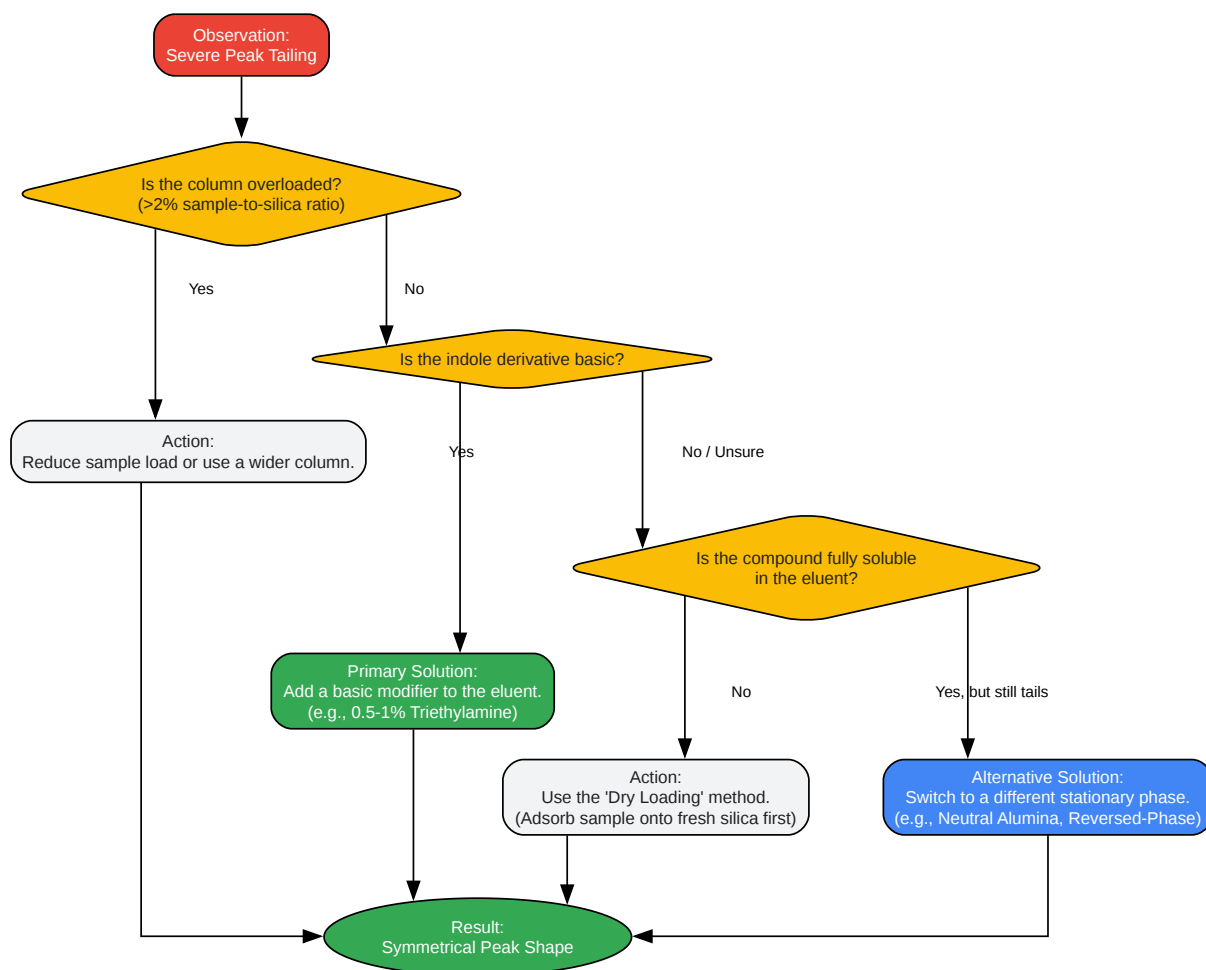 Observation:
Severe Peak Tailing
Is the column overloaded?
(>2% sample-to-silica ratio)
Yes
No
Is the indole derivative basic?
Action:
Reduce sample load or use a wider column.
Yes
No / Unsure
Is the compound fully soluble
in the eluent?
Primary Solution:
Add a basic modifier to the eluent.
(e.g., 0.5-1% Triethylamine)
No
Yes, but still tails
Action:
Use the 'Dry Loading' method.
(Adsorb sample onto fresh silica first)
Alternative Solution:
Switch to a different stationary phase.
(e.g., Neutral Alumina, Reversed-Phase)
Result:
Symmetrical Peak Shape